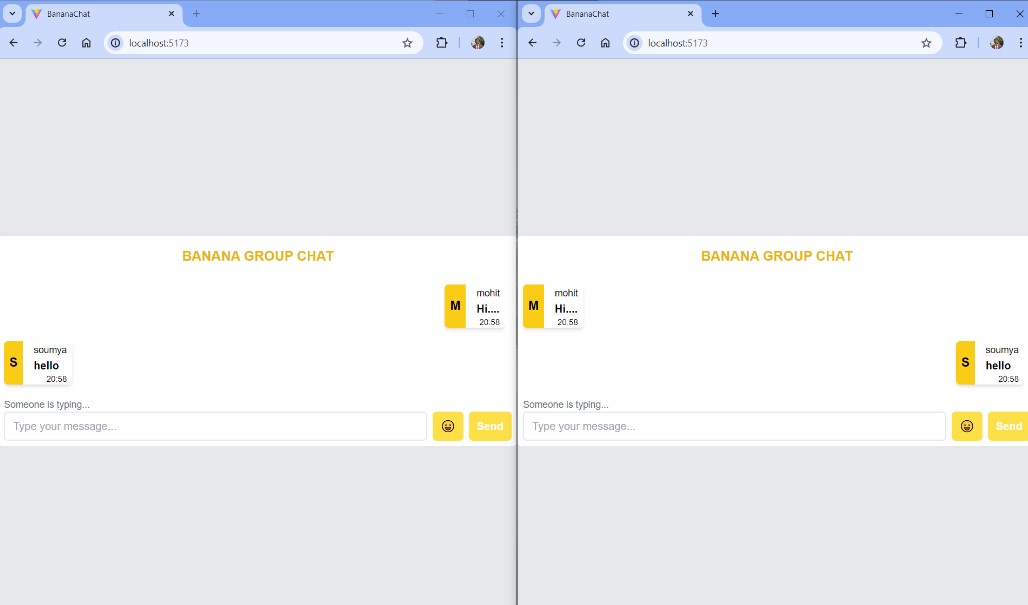 BananaChat
localhost:5173
BANANA GROUP CHAT
M
mohit
Hi....
20:58
S
soumya
hello
20:58
Someone is typing...
Type your message...
Send
BananaChat
localhost:5173
BANANA GROUP CHAT
M
mohit
Hi....
20:58
S
soumya
hello
20:58
Someone is typing...
Type your message...
Send